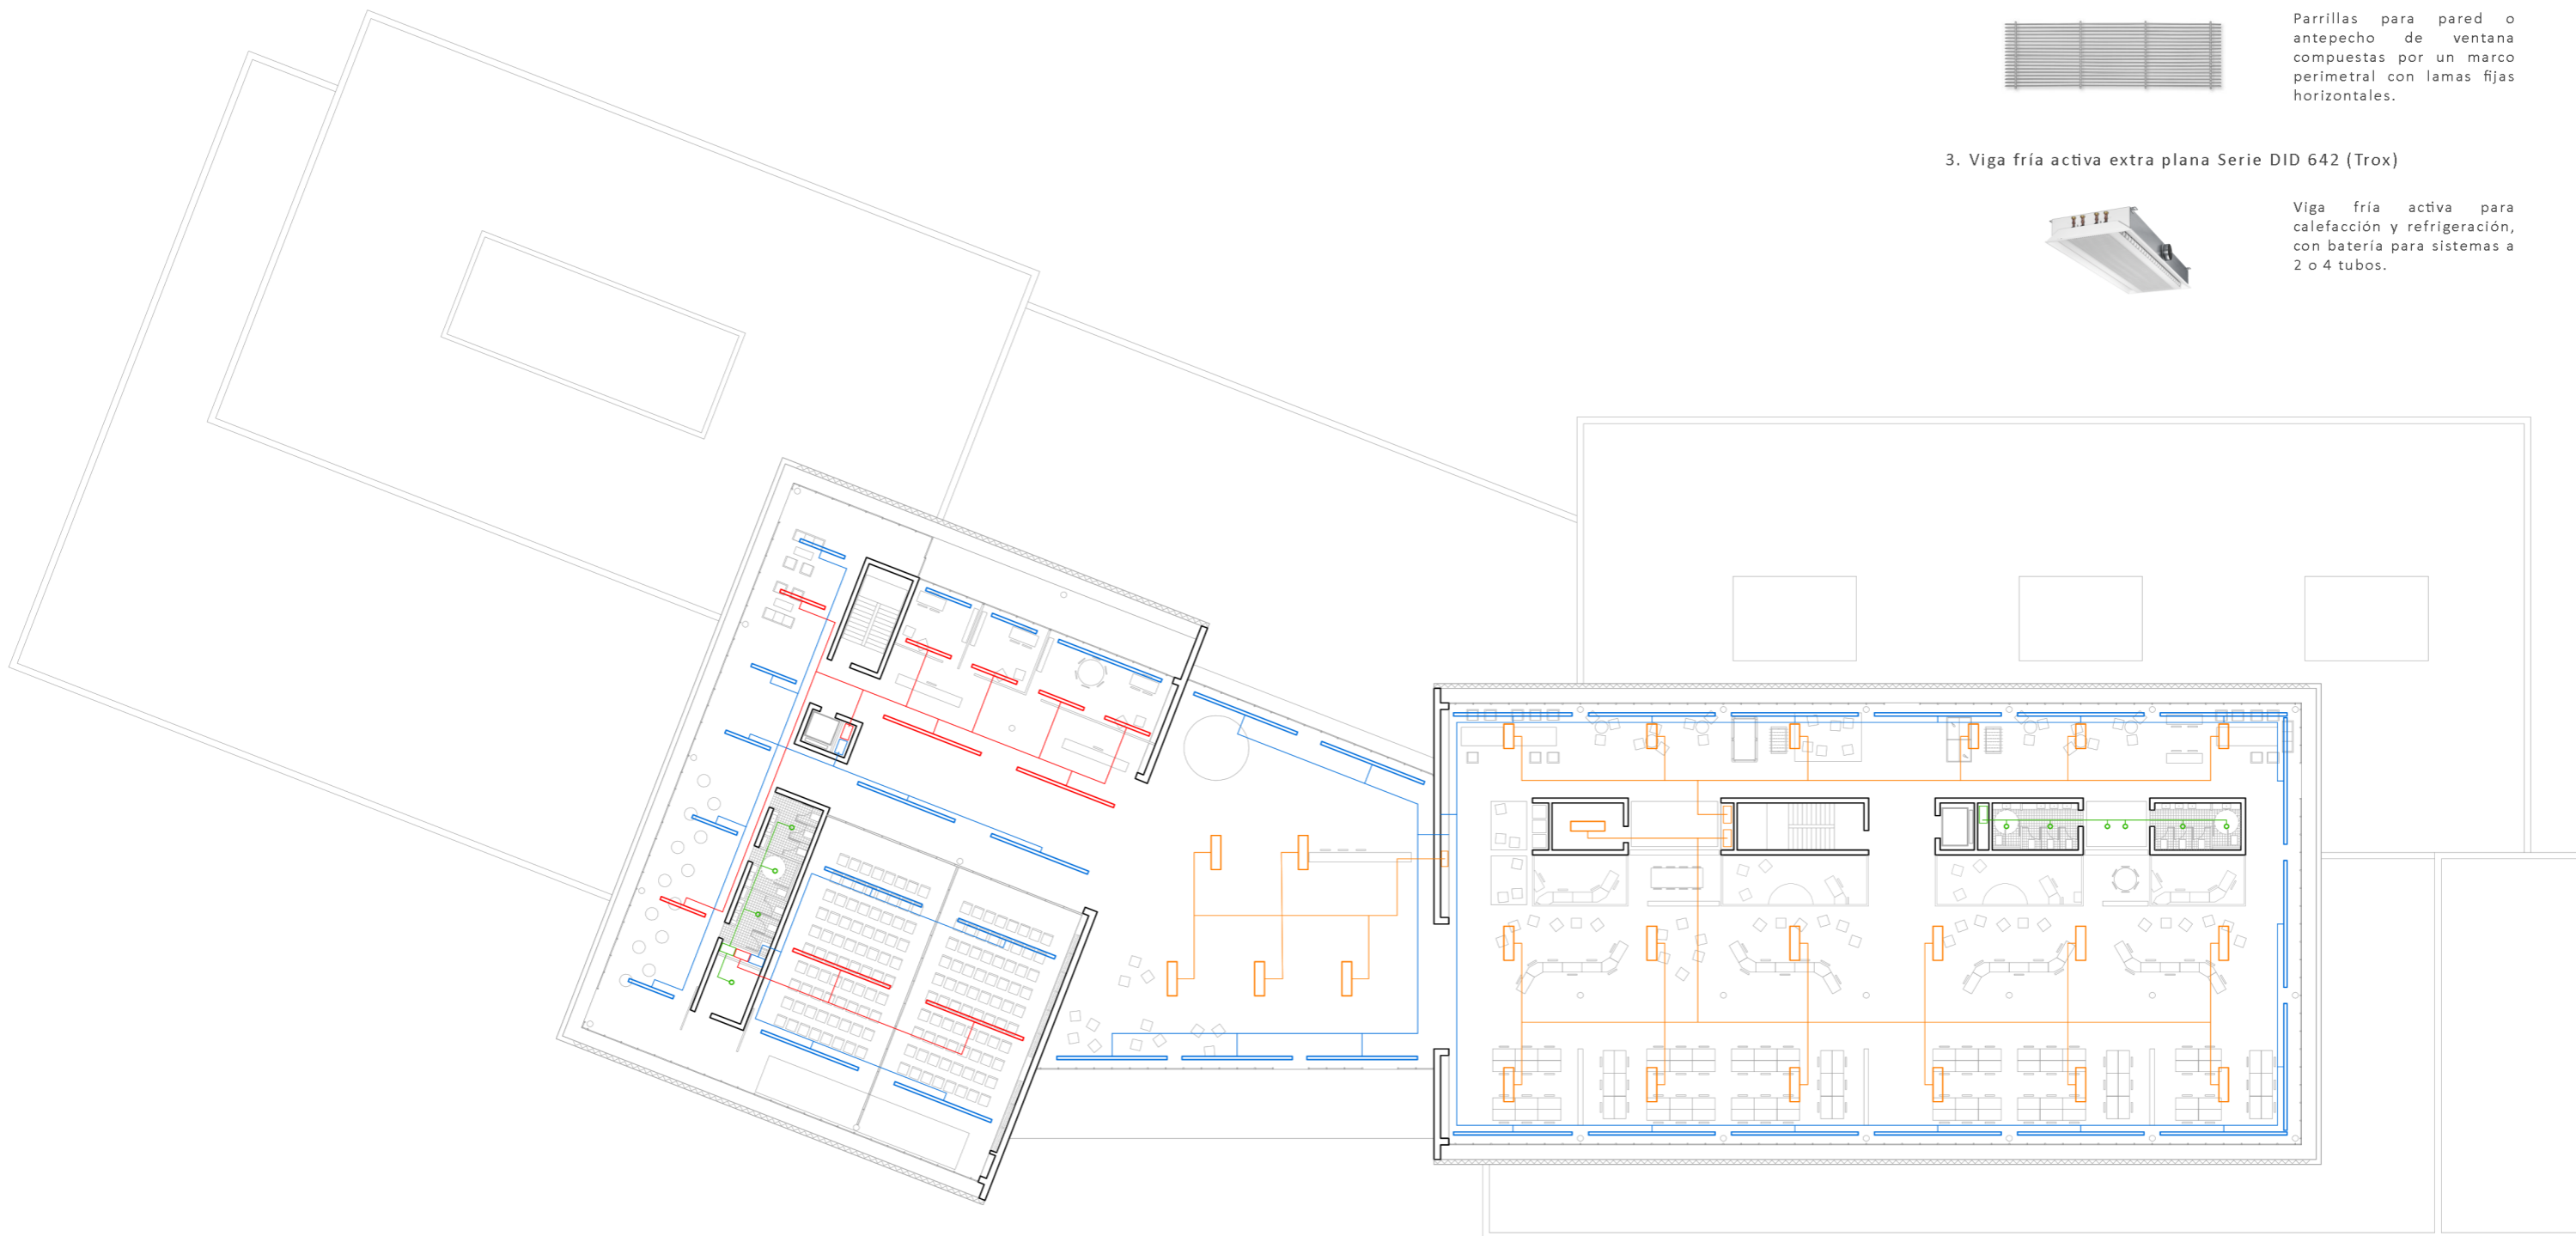 Parrillas para pared o
antepecho de ventana
compuestas por un marco
perimetral con lamas fijas
horizontales.
3. Viga fría activa extra plana Serie DID 642 (Trox)
Viga fría activa para
calefacción y refrigeración,
con batería para sistemas a
2 o 4 tubos.